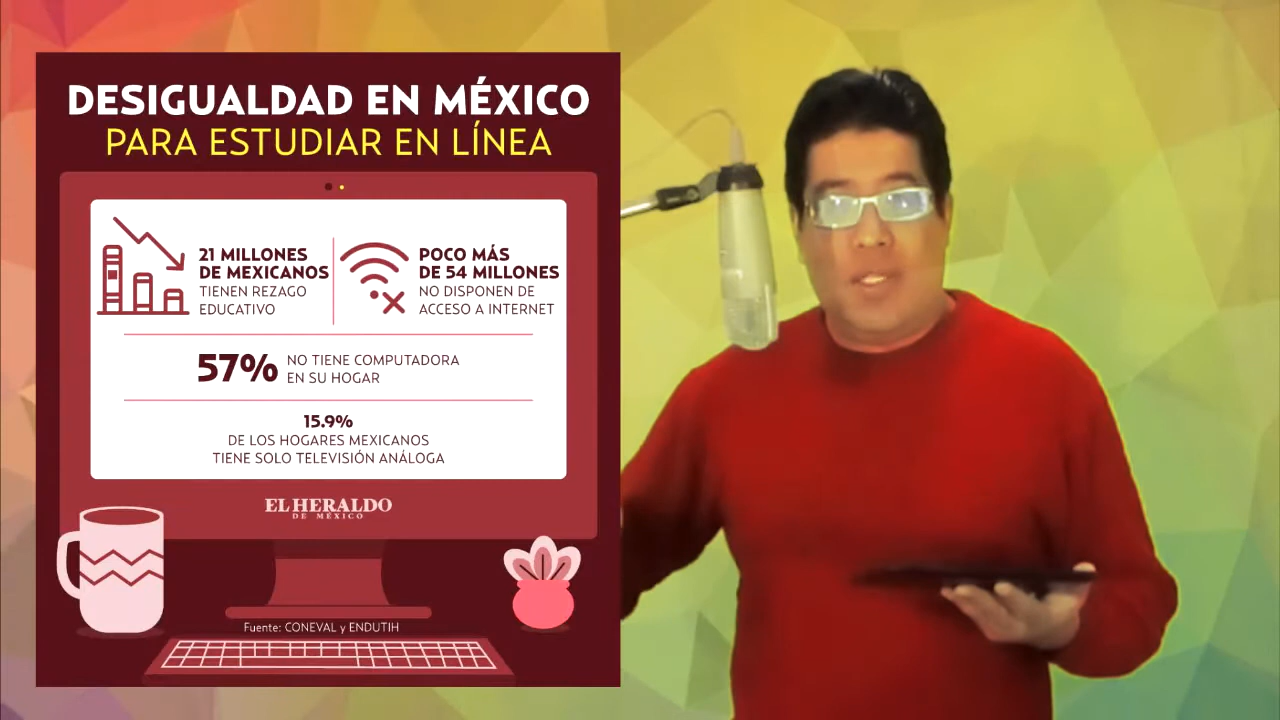 DESIGUALDAD EN MÉXICO
PARA ESTUDIAR EN LÍNEA
21 MILLONES
DE MEXICANOS
TIENEN REZAGO
EDUCATIVO
POCO MÁS
DE 54 MILLONES
NO DISPONEN DE
ACCESO A INTERNET
57%
NO TIENE COMPUTADORA
EN SU HOGAR
15.9%
DE LOS HOGARES MEXICANOS
TIENE SOLO TELEVISIÓN ANÁLOGA
EL HERALDO
DE MÉXICO
Fuente: CONEVAL y ENDUTIH